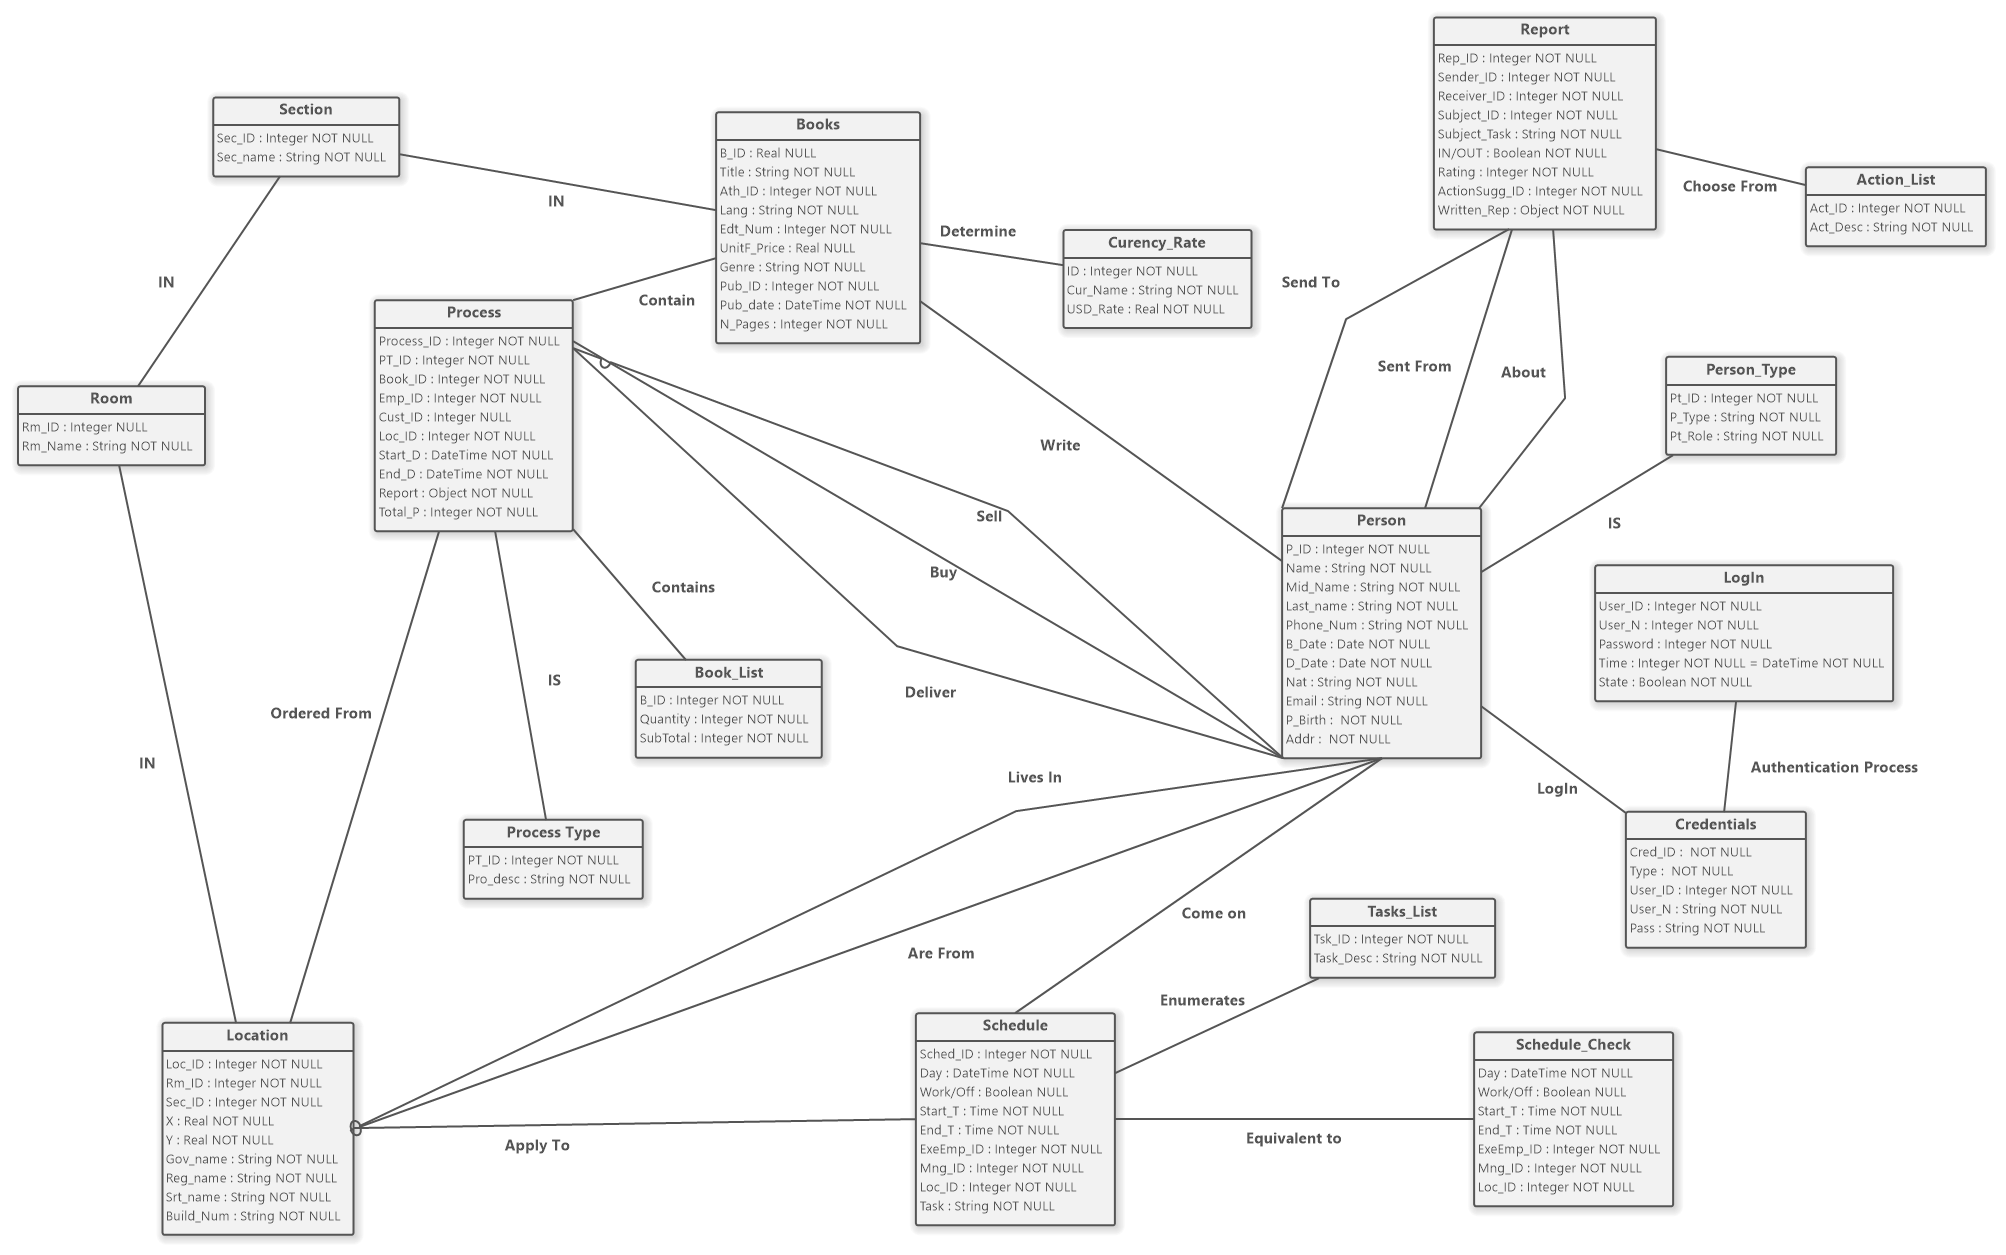 Report
Rep_ID : Integer NOT NULL
Sender_ID : Integer NOT NULL
Receiver_ID : Integer NOT NULL
Subject_ID : Integer NOT NULL
Subject_Task : String NOT NULL
IN/OUT : Boolean NOT NULL
Rating : Integer NOT NULL
ActionSugg_ID : Integer NOT NULL
Written_Rep : Object NOT NULL
Section
Sec_ID : Integer NOT NULL
Sec_name : String NOT NULL
Books
B_ID : Real NULL
Title : String NOT NULL
Ath_ID : Integer NOT NULL
Lang : String NOT NULL
Edt_Num : Integer NOT NULL
UnitF_Price : Real NULL
Genre : String NOT NULL
Pub_ID : Integer NOT NULL
Pub_date : DateTime NOT NULL
N_Pages : Integer NOT NULL
Choose From
Action_List
Act_ID : Integer NOT NULL
Act_Desc : String NOT NULL
IN
Determine
Curency_Rate
ID : Integer NOT NULL
Cur_Name : String NOT NULL
USD_Rate : Real NOT NULL
IN
Contain
Send To
Process
Process_ID : Integer NOT NULL
PT_ID : Integer NOT NULL
Book_ID : Integer NOT NULL
Emp_ID : Integer NOT NULL
Cust_ID : Integer NULL
Loc_ID : Integer NOT NULL
Start_D : DateTime NOT NULL
End_D : DateTime NOT NULL
Report : Object NOT NULL
Total_P : Integer NOT NULL
Sent From
About
Person_Type
Pt_ID : Integer NOT NULL
P_Type : String NOT NULL
Pt_Role : String NOT NULL
Room
Rm_ID : Integer NULL
Rm_Name : String NOT NULL
Write
Sell
IS
Person
P_ID : Integer NOT NULL
Name : String NOT NULL
Mid_Name : String NOT NULL
Last_name : String NOT NULL
Phone_Num : String NOT NULL
B_Date : Date NOT NULL
D_Date : Date NOT NULL
Nat : String NOT NULL
Email : String NOT NULL
P_Birth :  NOT NULL
Addr :  NOT NULL
Buy
Contains
LogIn
User_ID : Integer NOT NULL
User_N : Integer NOT NULL
Password : Integer NOT NULL
Time : Integer NOT NULL = DateTime NOT NULL
State : Boolean NOT NULL
Book_List
B_ID : Integer NOT NULL
Quantity : Integer NOT NULL
SubTotal : Integer NOT NULL
IS
Deliver
Ordered From
IN
Lives In
Authentication Process
LogIn
Process Type
PT_ID : Integer NOT NULL
Pro_desc : String NOT NULL
Credentials
Cred_ID :  NOT NULL
Type :  NOT NULL
User_ID : Integer NOT NULL
User_N : String NOT NULL
Pass : String NOT NULL
Come on
Tasks_List
Tsk_ID : Integer NOT NULL
Task_Desc : String NOT NULL
Are From
Enumerates
Location
Loc_ID : Integer NOT NULL
Rm_ID : Integer NOT NULL
Sec_ID : Integer NOT NULL
X : Real NOT NULL
Y : Real NOT NULL
Gov_name : String NOT NULL
Reg_name : String NOT NULL
Srt_name : String NOT NULL
Build_Num : String NOT NULL
Apply To
Schedule
Sched_ID : Integer NOT NULL
Day : DateTime NOT NULL
Work/Off : Boolean NULL
Start_T : Time NOT NULL
End_T : Time NOT NULL
ExeEmp_ID : Integer NOT NULL
Mng_ID : Integer NOT NULL
Loc_ID : Integer NOT NULL
Task : String NOT NULL
Equivalent to
Schedule_Check
Day : DateTime NOT NULL
Work/Off : Boolean NULL
Start_T : Time NOT NULL
End_T : Time NOT NULL
ExeEmp_ID : Integer NOT NULL
Mng_ID : Integer NOT NULL
Loc_ID : Integer NOT NULL